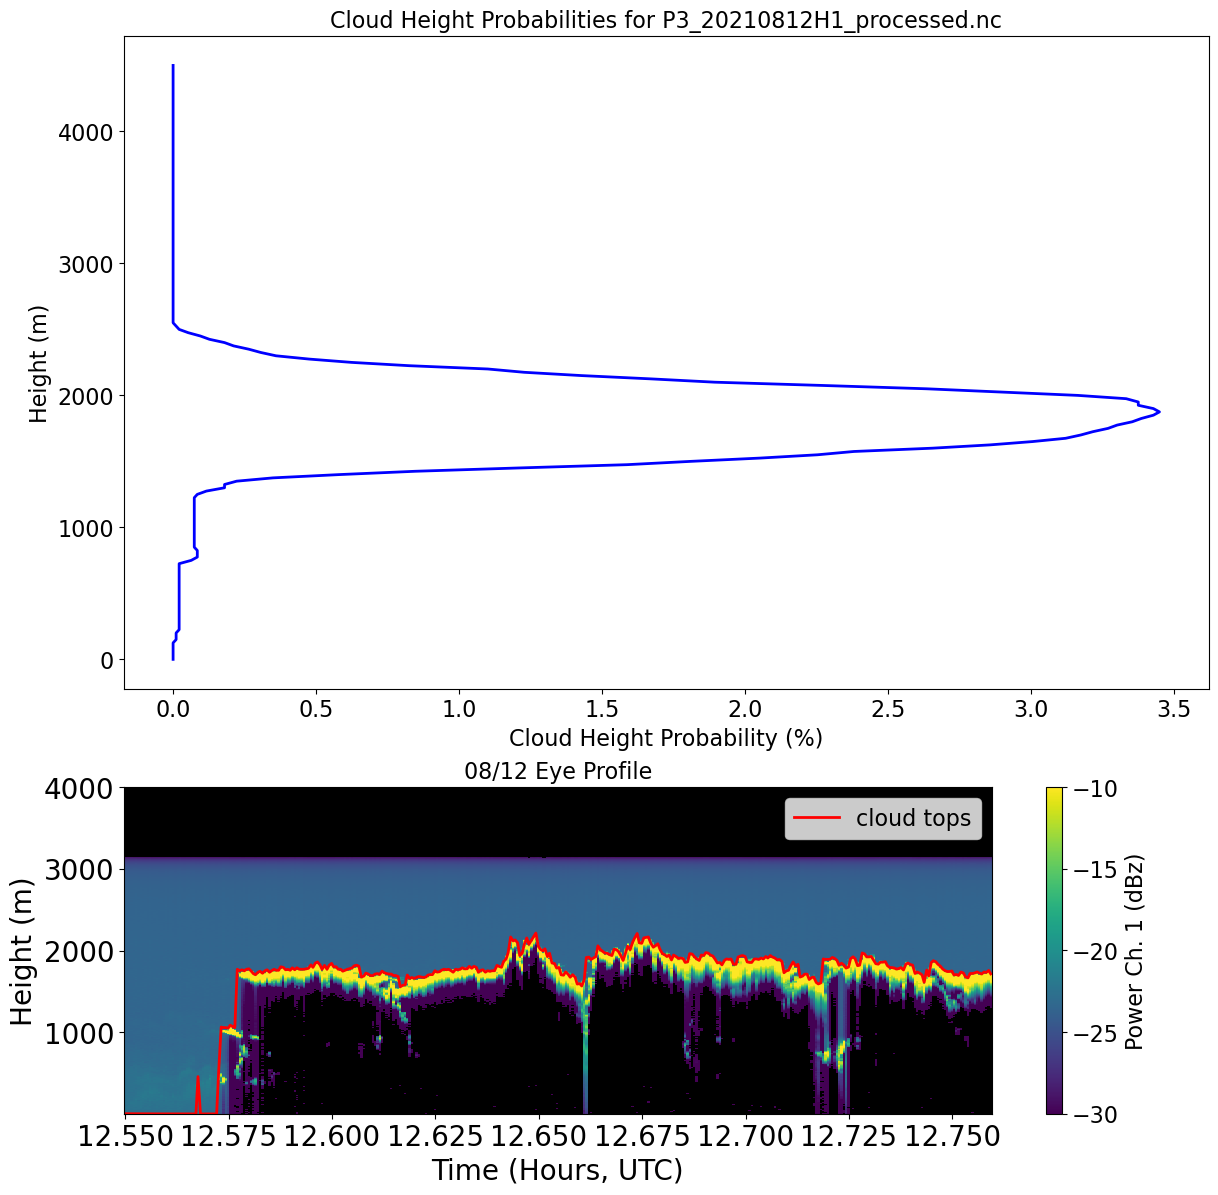 Cloud Height Probabilities for P3_20210812H1_processed.nc
4000
3000
2000
1000
0
Height (m)
0.0 0.5 1.0 1.5 2.0 2.5 3.0 3.5
Cloud Height Probability (%)
08/12 Eye Profile
4000
3000
2000
1000
Height (m)
cloud tops
12.550 12.575 12.600 12.625 12.650 12.675 12.700 12.725 12.750
Time (Hours, UTC)
−10
−15
−20
−25
−30
Power Ch. 1 (dBz)